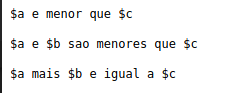 $a e menor que $c
$a e $b sao menores que $c
$a mais $b e igual a $c